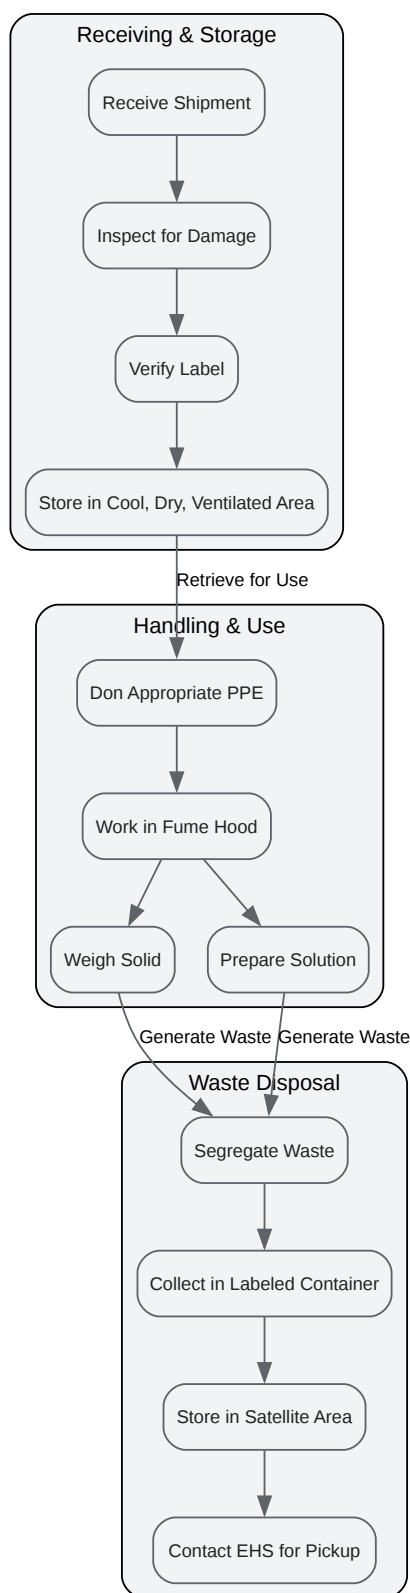 Receiving & Storage
Receive Shipment
Inspect for Damage
Verify Label
Store in Cool, Dry, Ventilated Area
Retrieve for Use
Handling & Use
Don Appropriate PPE
Work in Fume Hood
Weigh Solid
Prepare Solution
Generate Waste
Generate Waste
Waste Disposal
Segregate Waste
Collect in Labeled Container
Store in Satellite Area
Contact EHS for Pickup